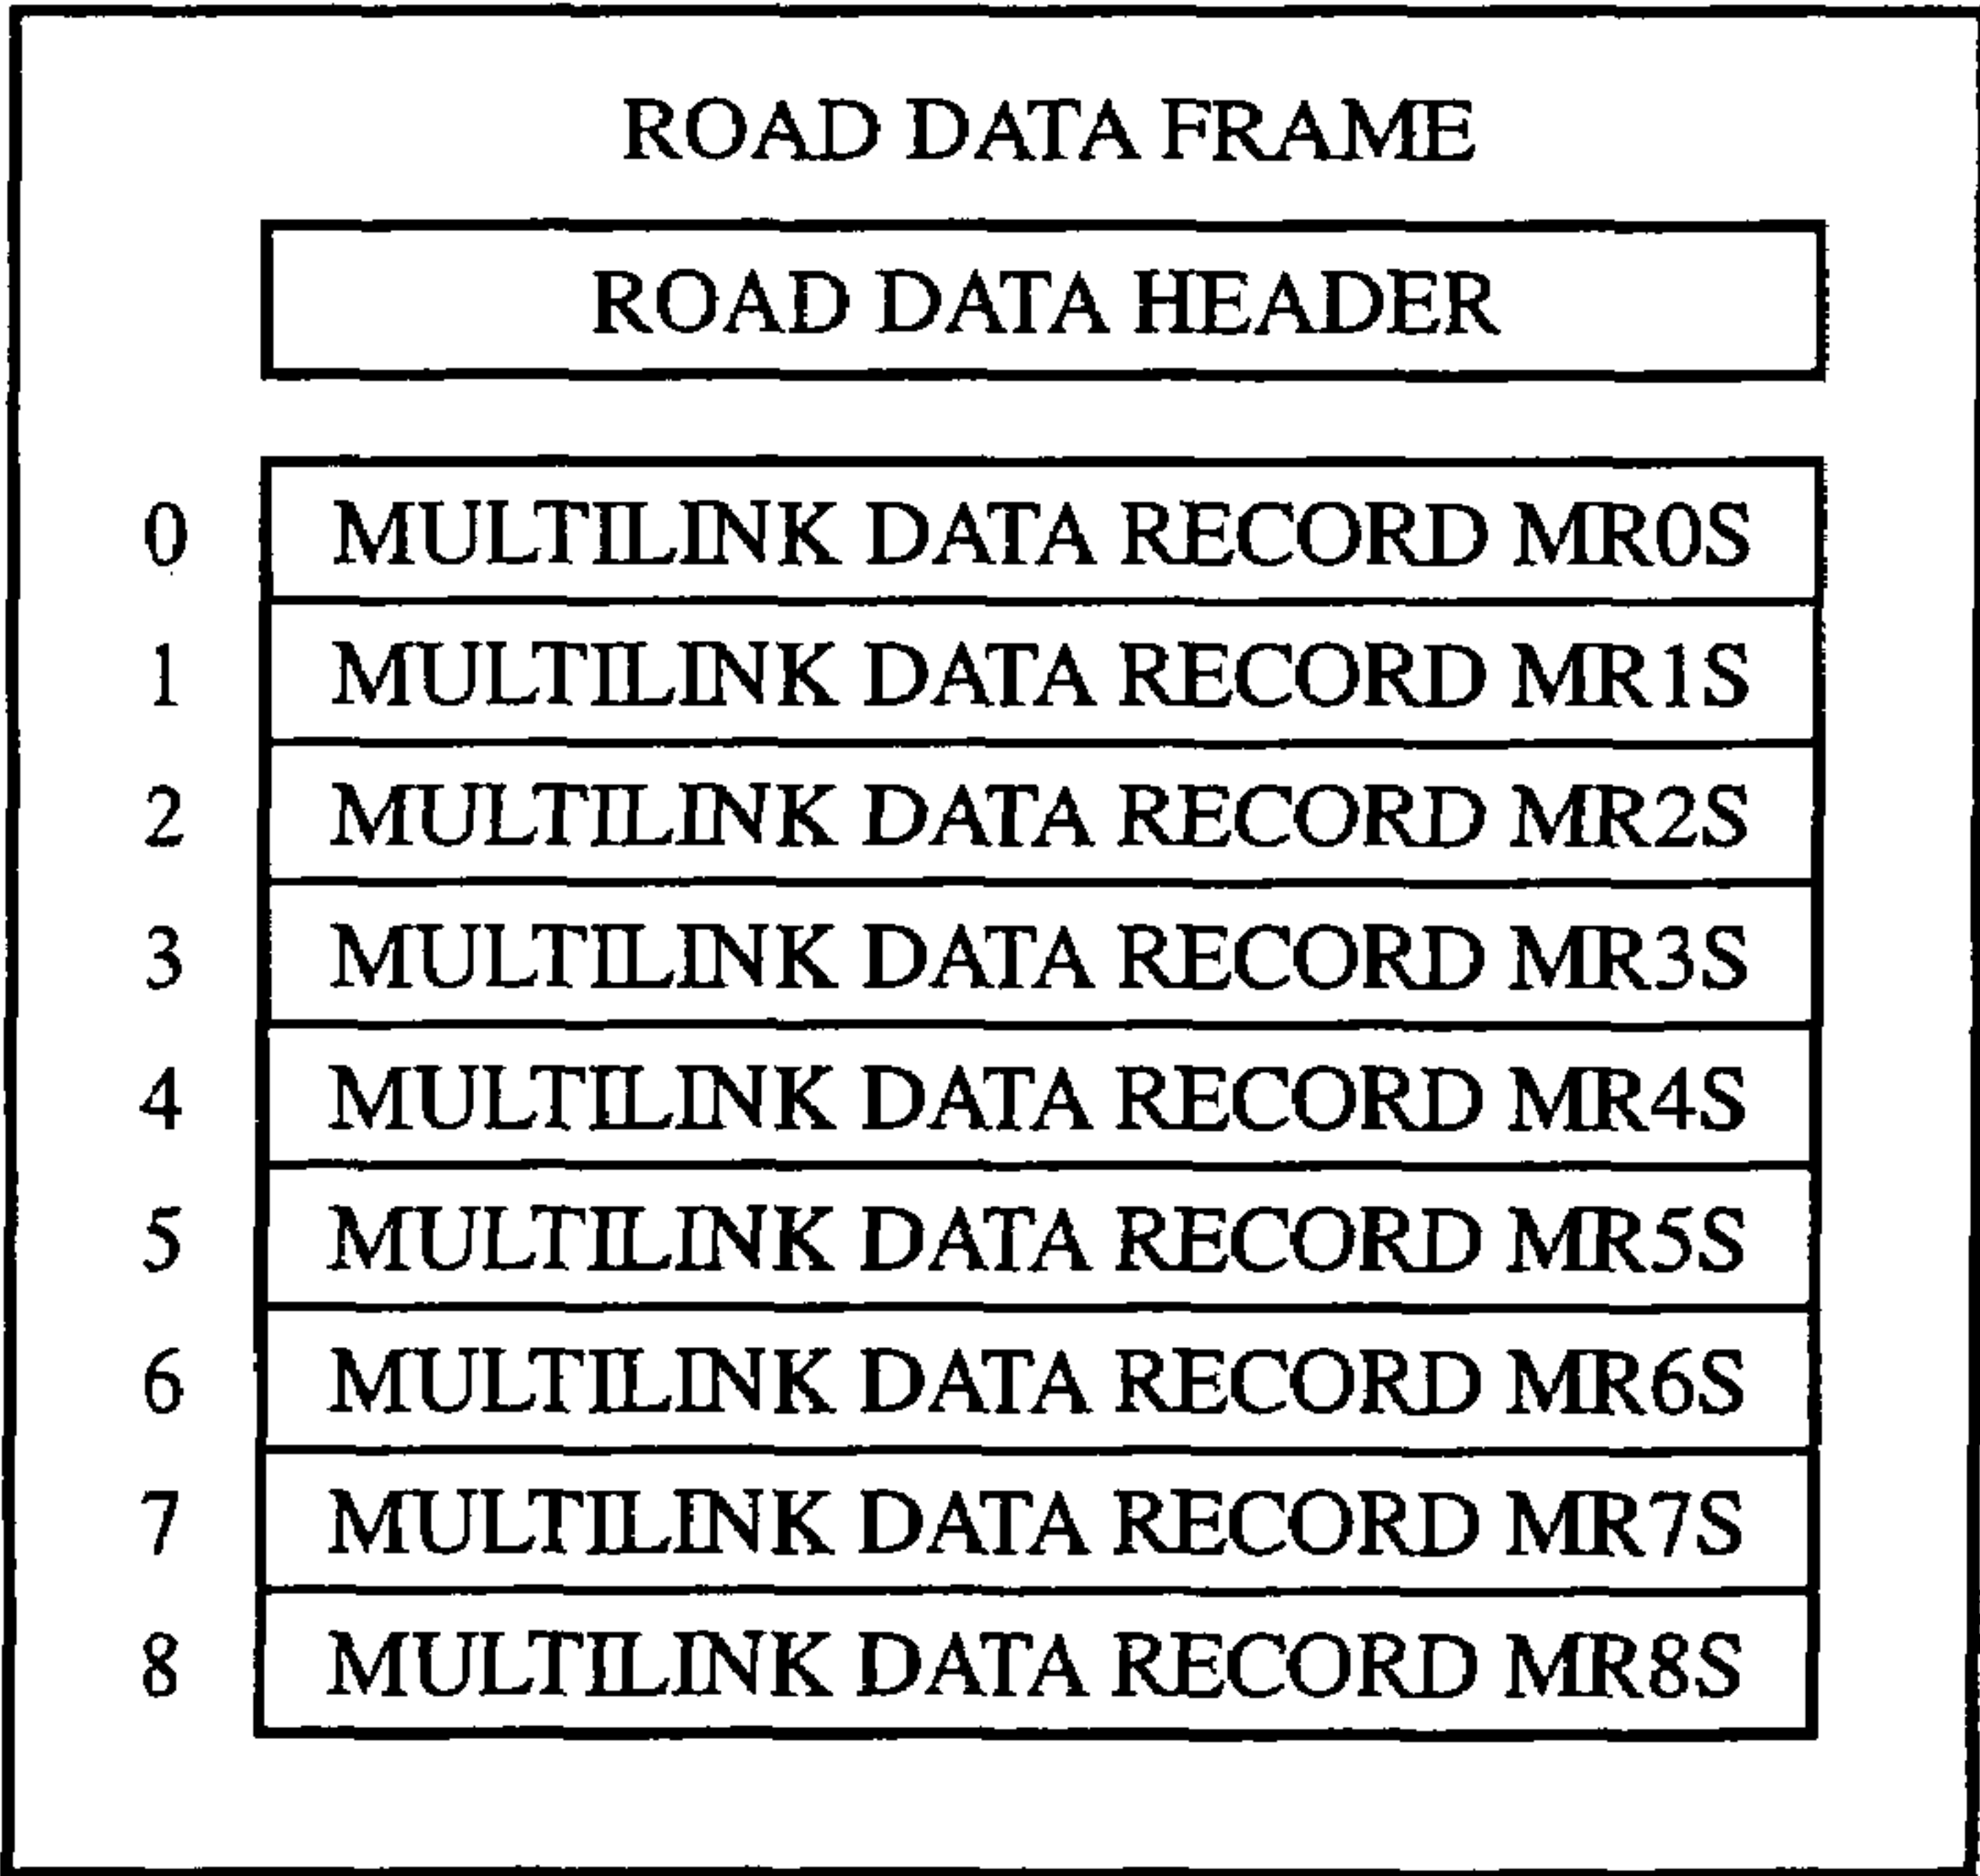 ROAD DATA FRAME
ROAD DATA HEADER
0 MULTILINK DATA RECORD MR0S
1 MULTILINK DATA RECORD MR1S
2 MULTILINK DATA RECORD MR2S
3 MULTILINK DATA RECORD MR3S
4 MULTILINK DATA RECORD MR4S
5 MULTILINK DATA RECORD MR5S
6 MULTILINK DATA RECORD MR6S
7 MULTILINK DATA RECORD MR7S
8 MULTILINK DATA RECORD MR8S